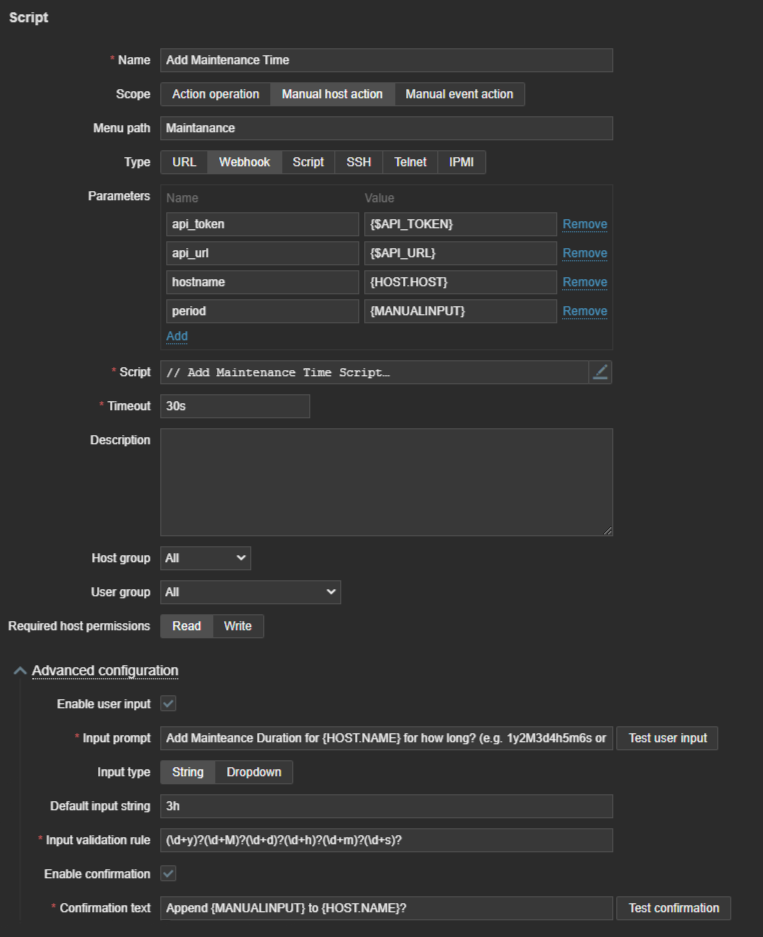 Script
* Name Add Maintenance Time
Scope Action operation Manual host action Manual event action
Menu path Maintanance
Type URL Webhook Script SSH Telnet IPMI
Parameters Name Value
api_token {$API_TOKEN} Remove
api_url {$API_URL} Remove
hostname {HOST.HOST} Remove
period {MANUALINPUT} Remove
Add
* Script // Add Maintenance Time Script…
* Timeout 30s
Description
Host group All
User group All
Required host permissions Read Write
Advanced configuration
Enable user input
* Input prompt Add Mainteance Duration for {HOST.NAME} for how long? (e.g. 1y2M3d4h5m6s or Test user input
Input type String Dropdown
Default input string 3h
* Input validation rule (\d+y)?(\d+M)?(\d+d)?(\d+h)?(\d+m)?(\d+s)?
Enable confirmation
* Confirmation text Append {MANUALINPUT} to {HOST.NAME}? Test confirmation